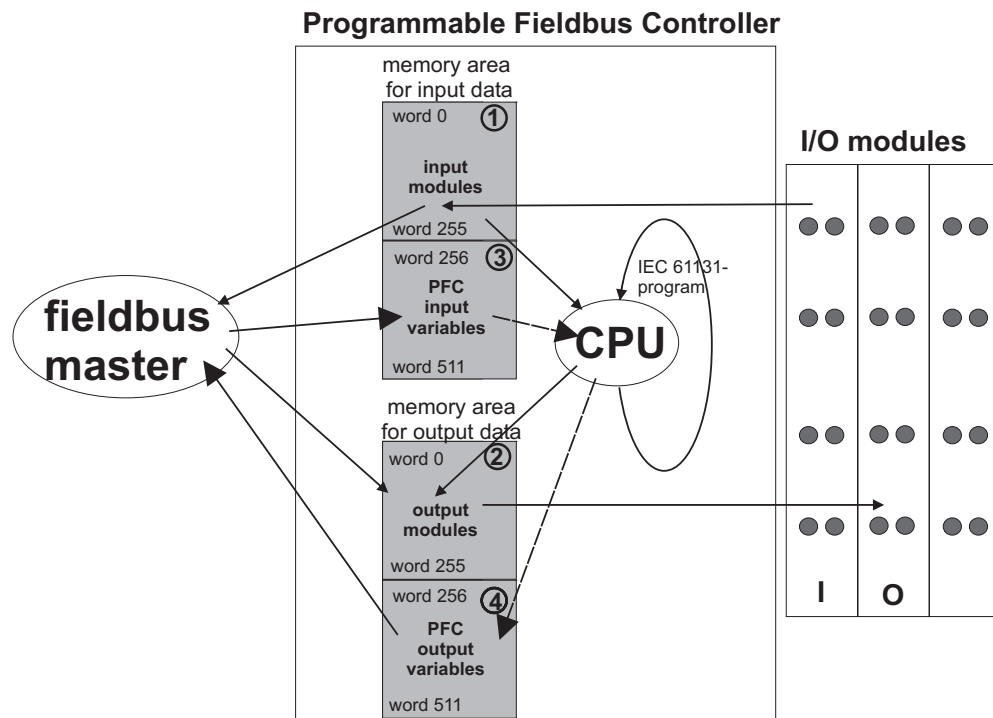 Programmable Fieldbus Controller
memory area
for input data
word 0
1
input
modules
word 255
word 256
3
PFC
input
variables
word 511
memory area
for output data
word 0
2
output
modules
word 255
word 256
4
PFC
output
variables
word 511
fieldbus
master
IEC 61131-
program
CPU
I/O modules
I
O